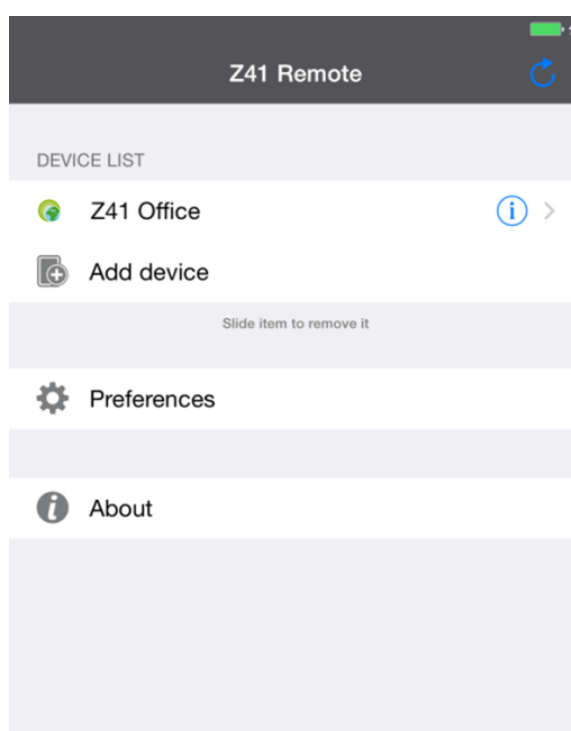 Z41 Remote
DEVICE LIST
Z41 Office
Add device
Slide item to remove it
Preferences
About